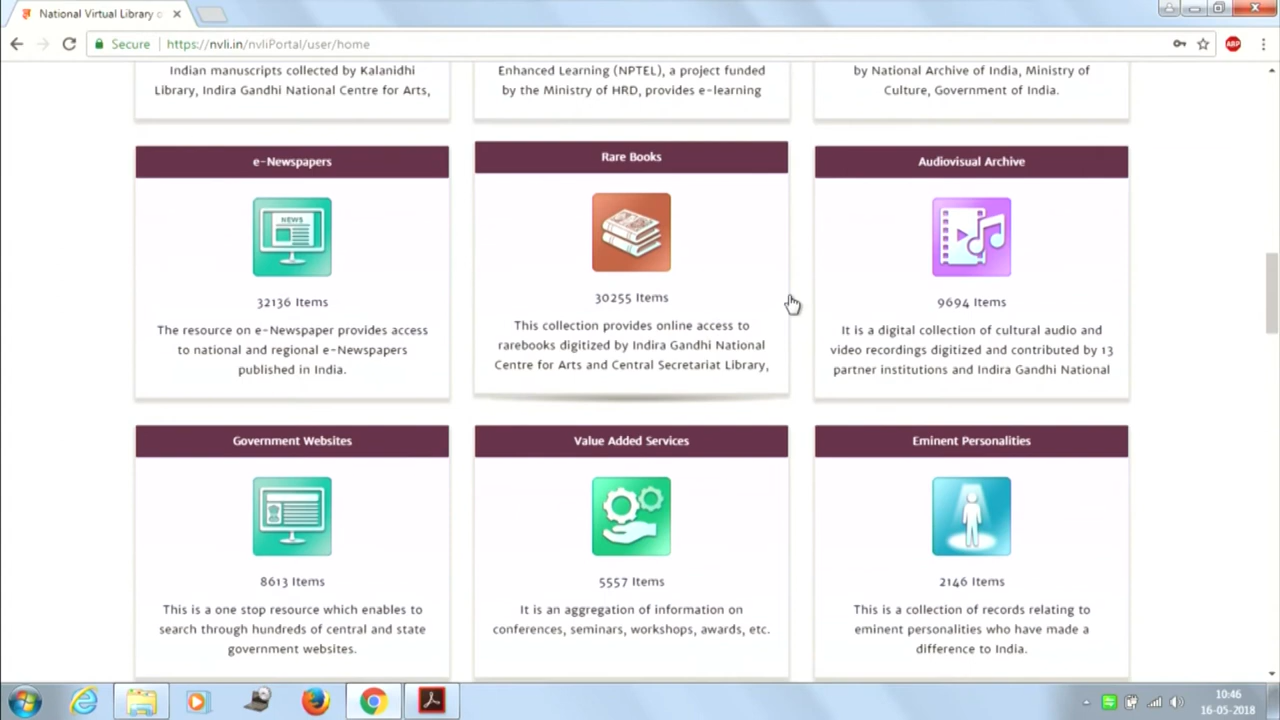 National Virtual Library o
Secure
https://nvli.in/nvliPortal/user/home
ABP
Indian manuscripts collected by Kalanidhi
Library, Indira Gandhi National Centre for Arts,
Enhanced Learning (NPTEL), a project funded
by the Ministry of HRD, provides e-learning
by National Archive of India, Ministry of
Culture, Government of India.
e-Newspapers
NEWS
32136 Items
The resource on e-Newspaper provides access
to national and regional e-Newspapers
published in India.
Rare Books
30255 Items
This collection provides online access to
rarebooks digitized by Indira Gandhi National
Centre for Arts and Central Secretariat Library,
Audiovisual Archive
9694 Items
It is a digital collection of cultural audio and
video recordings digitized and contributed by 13
partner institutions and Indira Gandhi National
Government Websites
8613 Items
This is a one stop resource which enables to
search through hundreds of central and state
government websites.
Value Added Services
5557 Items
It is an aggregation of information on
conferences, seminars, workshops, awards, etc.
Eminent Personalities
2146 Items
This is a collection of records relating to
eminent personalities who have made a
difference to India.
10:46
16-05-2018